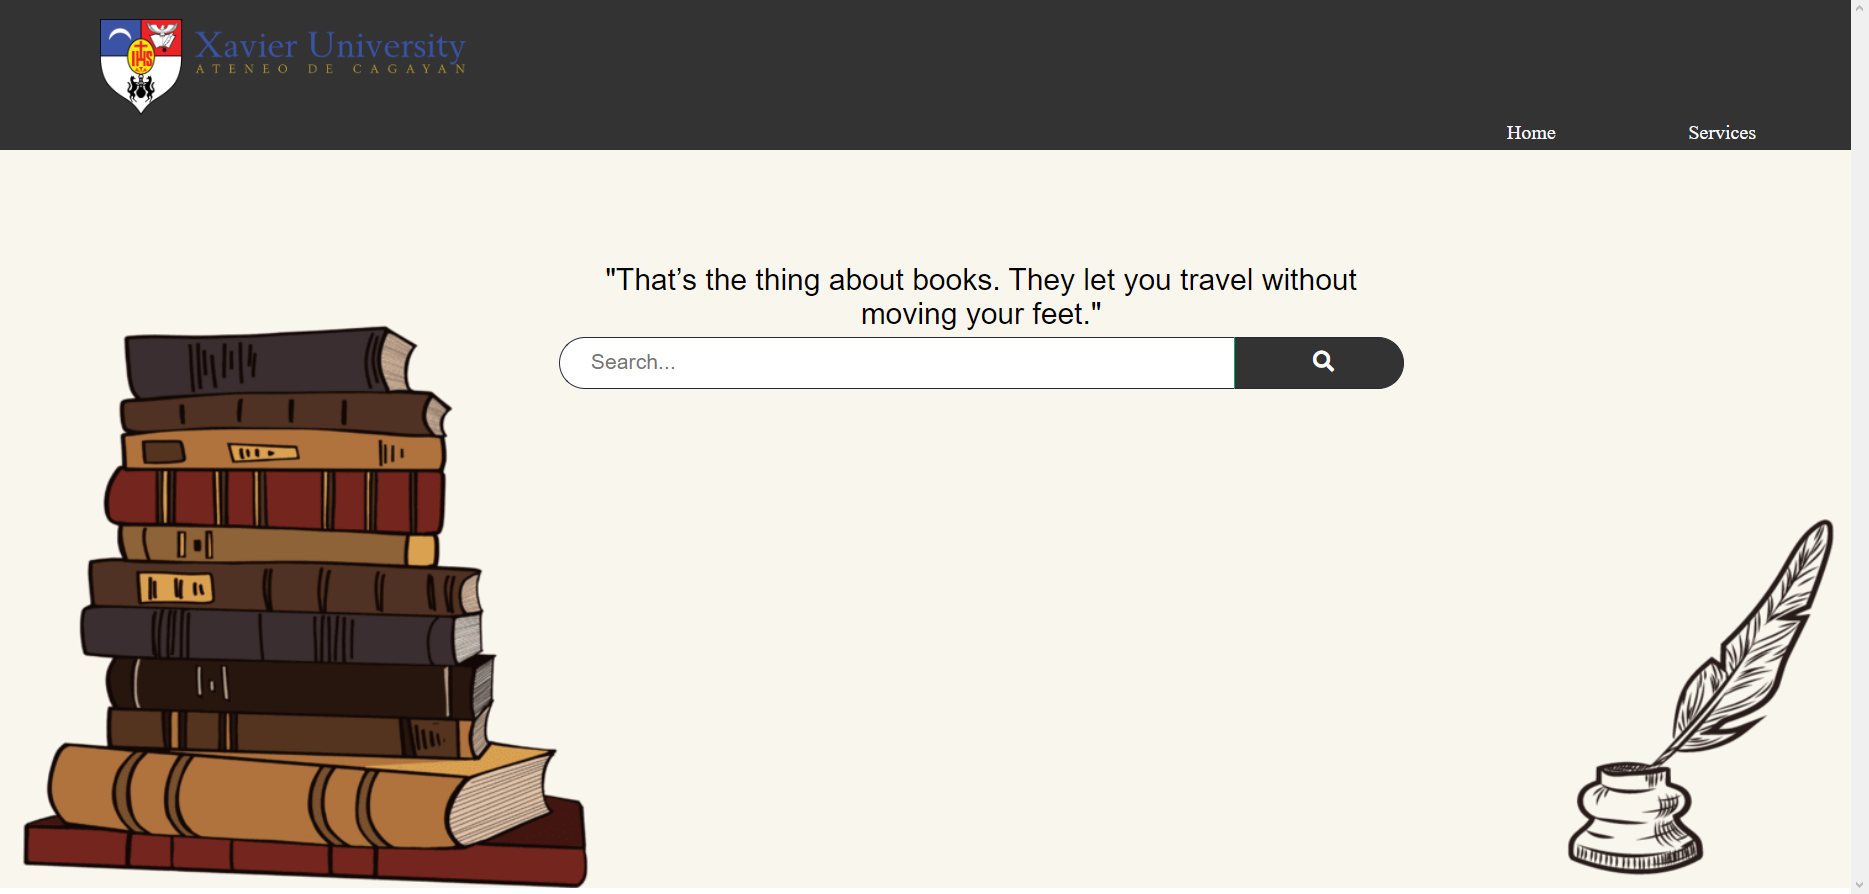 Xavier University
ATENEO DE CAGAYAN
IHS
Home
Services
"That’s the thing about books. They let you travel without
moving your feet."
Search...